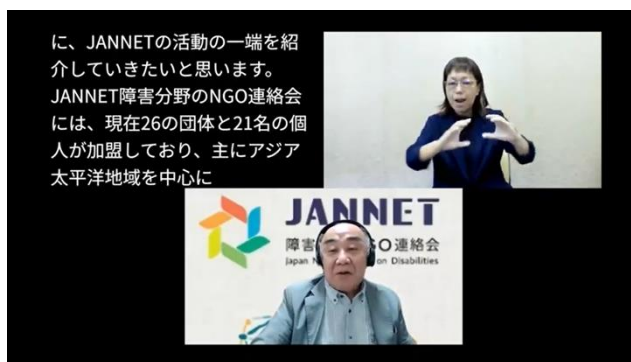 に、JANNETの活動の一端を紹
介していきたいと思います。
JANNET障害分野のNGO連絡会
には、現在26の団体と21名の個
人が加盟しており、主にアジア
太平洋地域を中心に
JANNET
障害 GO連絡会
Japan N on Disabilities